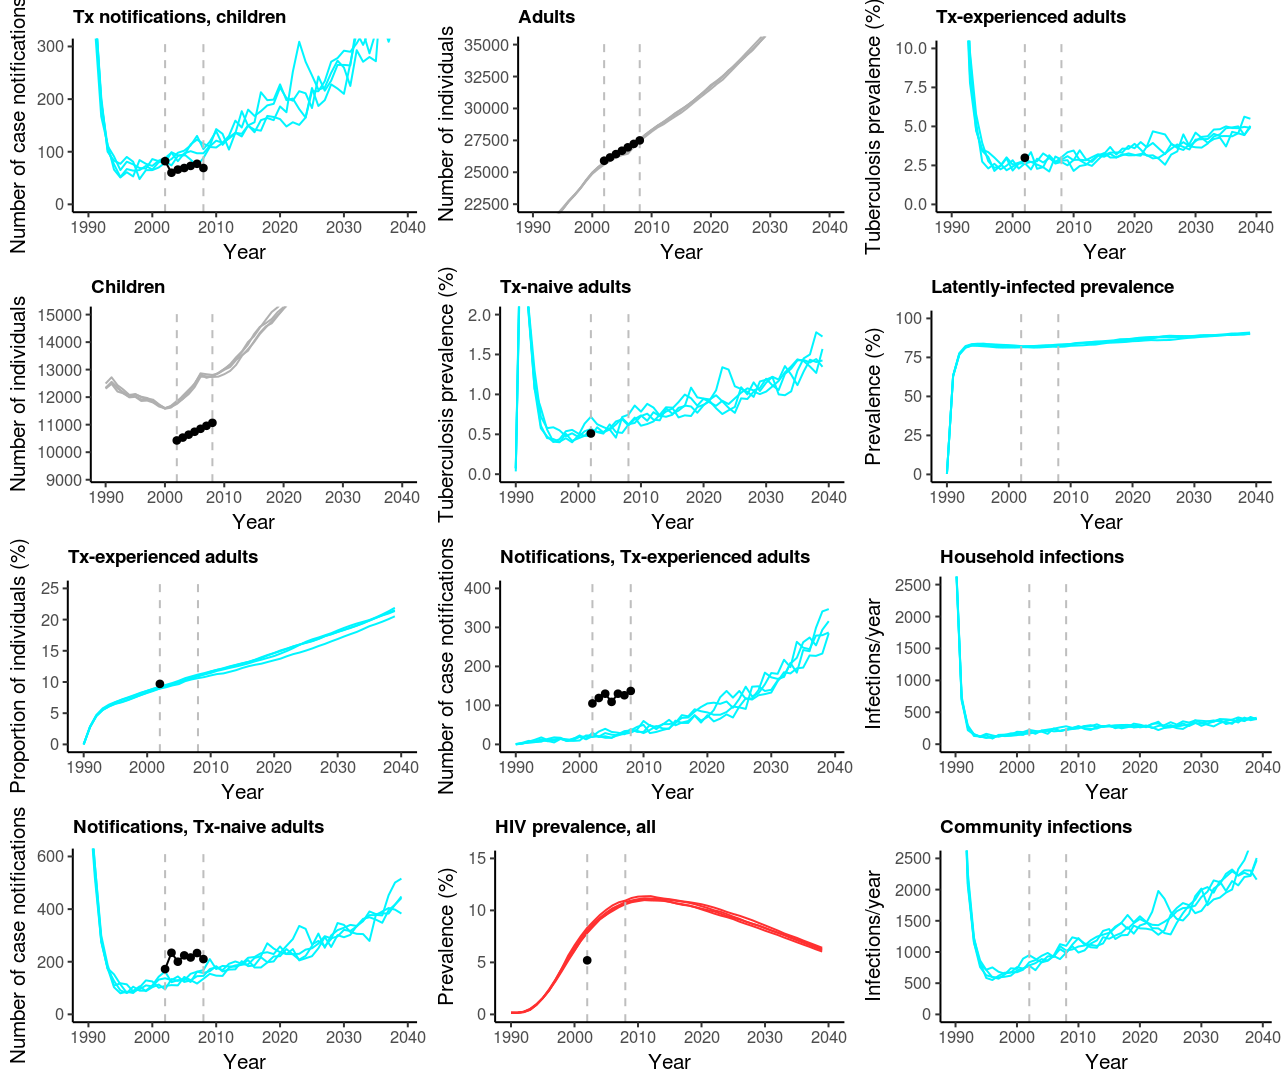 Tx notifications, children
Number of case notifications
300
200
100
0
1990 2000 2010 2020 2030 2040
Year
Adults
Number of individuals
35000
32500
30000
27500
25000
22500
1990 2000 2010 2020 2030 2040
Year
Tx-experienced adults
Tuberculosis prevalence (%)
10.0
7.5
5.0
2.5
0.0
1990 2000 2010 2020 2030 2040
Year
Children
Number of individuals
15000
14000
13000
12000
11000
10000
9000
1990 2000 2010 2020 2030 2040
Year
Tx-naive adults
Tuberculosis prevalence (%)
2.0
1.5
1.0
0.5
0.0
1990 2000 2010 2020 2030 2040
Year
Latently-infected prevalence
Prevalence (%)
100
75
50
25
0
1990 2000 2010 2020 2030 2040
Year
Tx-experienced adults
Proportion of individuals (%)
25
20
15
10
5
0
1990 2000 2010 2020 2030 2040
Year
Notifications, Tx-experienced adults
Number of case notifications
400
300
200
100
0
1990 2000 2010 2020 2030 2040
Year
Household infections
Infections/year
2500
2000
1500
1000
500
0
1990 2000 2010 2020 2030 2040
Year
Notifications, Tx-naive adults
Number of case notifications
600
400
200
0
1990 2000 2010 2020 2030 2040
Year
HIV prevalence, all
Prevalence (%)
15
10
5
0
1990 2000 2010 2020 2030 2040
Year
Community infections
Infections/year
2500
2000
1500
1000
500
0
1990 2000 2010 2020 2030 2040
Year